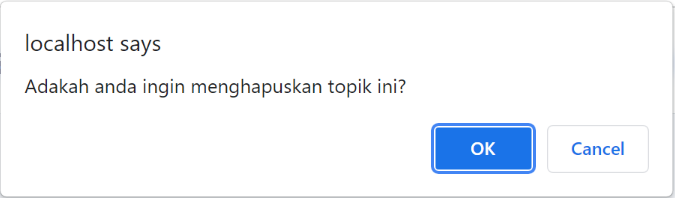 localhost says
Adakah anda ingin menghapuskan topik ini?
OK
Cancel